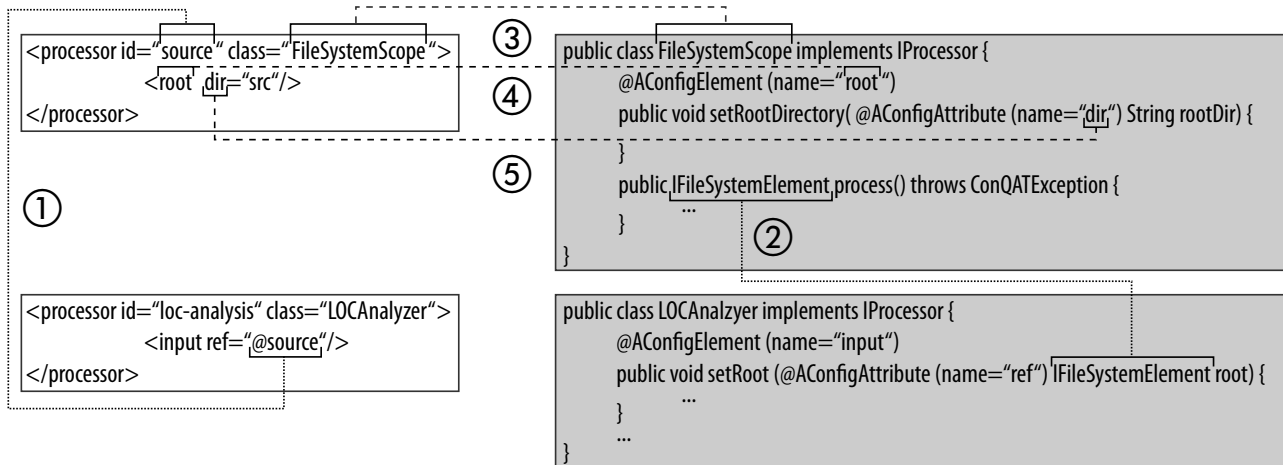 <processor id=“source“ class=“FileSystemScope“>
<root dir=“src“/>
</processor>
③
④
⑤
①
②
public class FileSystemScope implements IProcessor {
@AConfigElement (name=“root“)
public void setRootDirectory( @AConfigAttribute (name=“dir“) String rootDir) {
}
public IFileSystemElement process() throws ConQATException {
...
}
}
<processor id=“loc-analysis“ class=“LOCAnalyzer“>
<input ref=“@source“/>
</processor>
public class LOCAnalzyer implements IProcessor {
@AConfigElement (name=“input“)
public void setRoot (@AConfigAttribute (name=“ref“) IFileSystemElement root) {
...
}
...
}